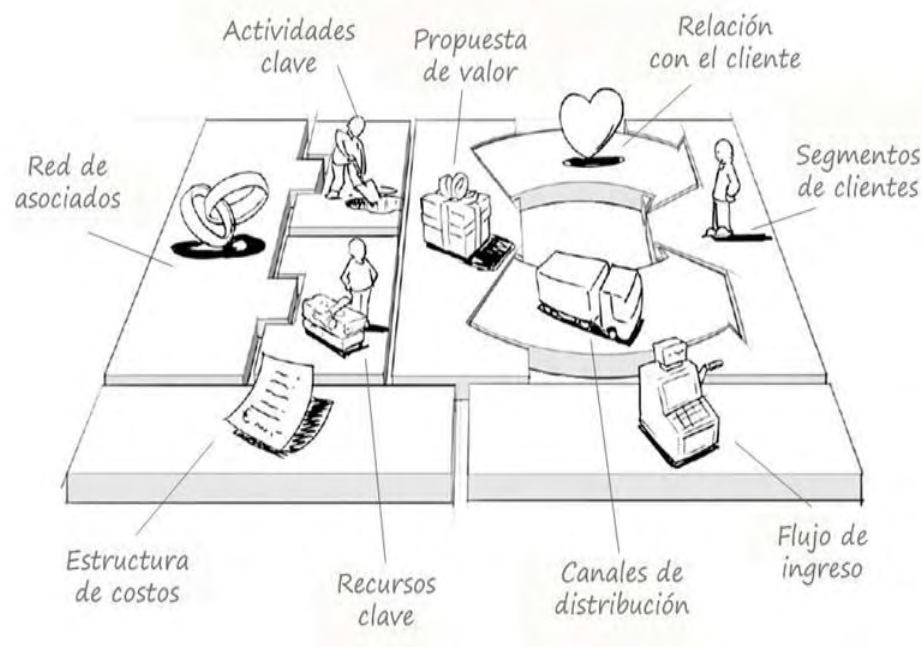 Actividades
clave
Propuesta
de valor
Relación
con el cliente
Red de
asociados
Segmentos
de clientes
Estructura
de costos
Recursos
clave
Canales de
distribución
Flujo de
ingreso